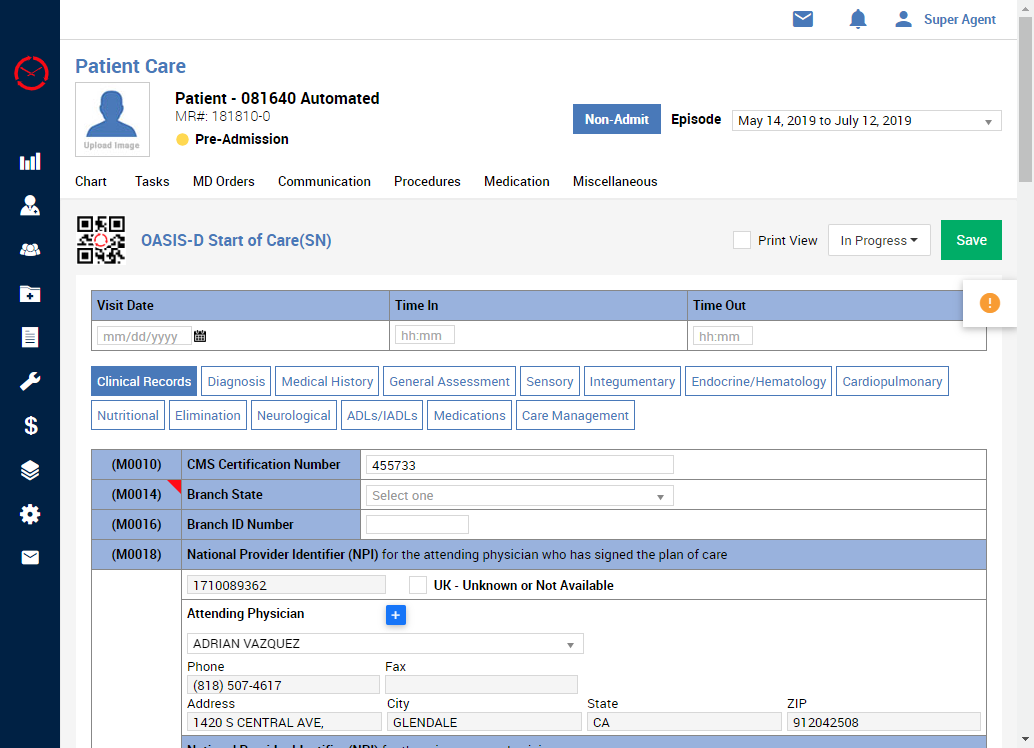 Super Agent
Patient Care
Upload Image
Patient - 081640 Automated
MR#: 181810-0
Pre-Admission
Non-Admit Episode May 14, 2019 to July 12, 2019
Chart Tasks MD Orders Communication Procedures Medication Miscellaneous
OASIS-D Start of Care(SN) Print View In Progress Save
Visit Date Time In Time Out
mm/dd/yyyy hh:mm hh:mm
Clinical Records Diagnosis Medical History General Assessment Sensory Integumentary Endocrine/Hematology Cardiopulmonary
Nutritional Elimination Neurological ADLs/IADLs Medications Care Management
(M0010) CMS Certification Number 455733
(M0014) Branch State Select one
(M0016) Branch ID Number
(M0018) National Provider Identifier (NPI) for the attending physician who has signed the plan of care
1710089362 UK - Unknown or Not Available
Attending Physician +
ADRIAN VAZQUEZ
Phone Fax
(818) 507-4617
Address City State ZIP
1420 S CENTRAL AVE, GLENDALE CA 912042508